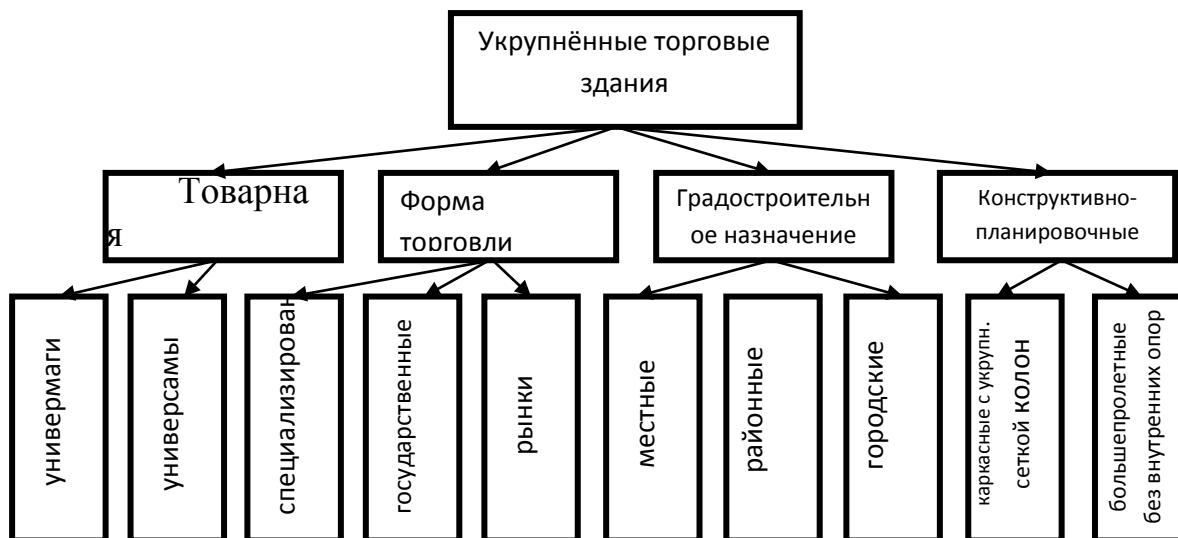 Укрупнённые торговые
здания
Товарна
я
Форма
торговли
Градостроительн
ое назначение
Конструктивно-
планировочные
универмаги
универсамы
специализирован
государственные
рынки
местные
районные
городские
каркасные с укрупн.
сеткой колон
большепролетные
без внутренних опор